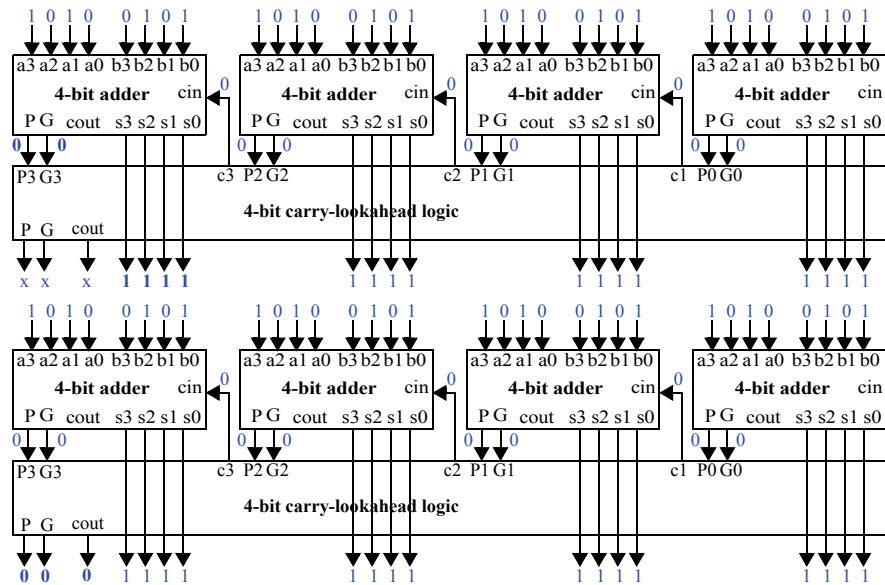 1 0 1 0 0 1 0 1 1 0 1 0 0 1 0 1 1 0 1 0 0 1 0 1 1 0 1 0 0 1 0 1
a3 a2 a1 a0 b3 b2 b1 b0 a3 a2 a1 a0 b3 b2 b1 b0 a3 a2 a1 a0 b3 b2 b1 b0 a3 a2 a1 a0 b3 b2 b1 b0
0 0 0
4-bit adder cin 4-bit adder cin 4-bit adder cin 4-bit adder
P G cout s3 s2 s1 s0 P G cout s3 s2 s1 s0 P G cout s3 s2 s1 s0 P G cout s3 s2 s1 s0
0 0 0 0 0 0 0 0
P3 G3 c3 P2 G2 c2 P1 G1 c1 P0 G0
4-bit carry-lookahead logic
P G cout
x x x 1 1 1 1 1 1 1 1 1 1 1 1 1 1 1 1
1 0 1 0 0 1 0 1 1 0 1 0 0 1 0 1 1 0 1 0 0 1 0 1 1 0 1 0 0 1 0 1
a3 a2 a1 a0 b3 b2 b1 b0 a3 a2 a1 a0 b3 b2 b1 b0 a3 a2 a1 a0 b3 b2 b1 b0 a3 a2 a1 a0 b3 b2 b1 b0
0 0 0
4-bit adder cin 4-bit adder cin 4-bit adder cin 4-bit adder
P G cout s3 s2 s1 s0 P G cout s3 s2 s1 s0 P G cout s3 s2 s1 s0 P G cout s3 s2 s1 s0
0 0 0 0 0 0 0 0
P3 G3 c3 P2 G2 c2 P1 G1 c1 P0 G0
4-bit carry-lookahead logic
P G cout
0 0 0 1 1 1 1 1 1 1 1 1 1 1 1 1 1 1 1